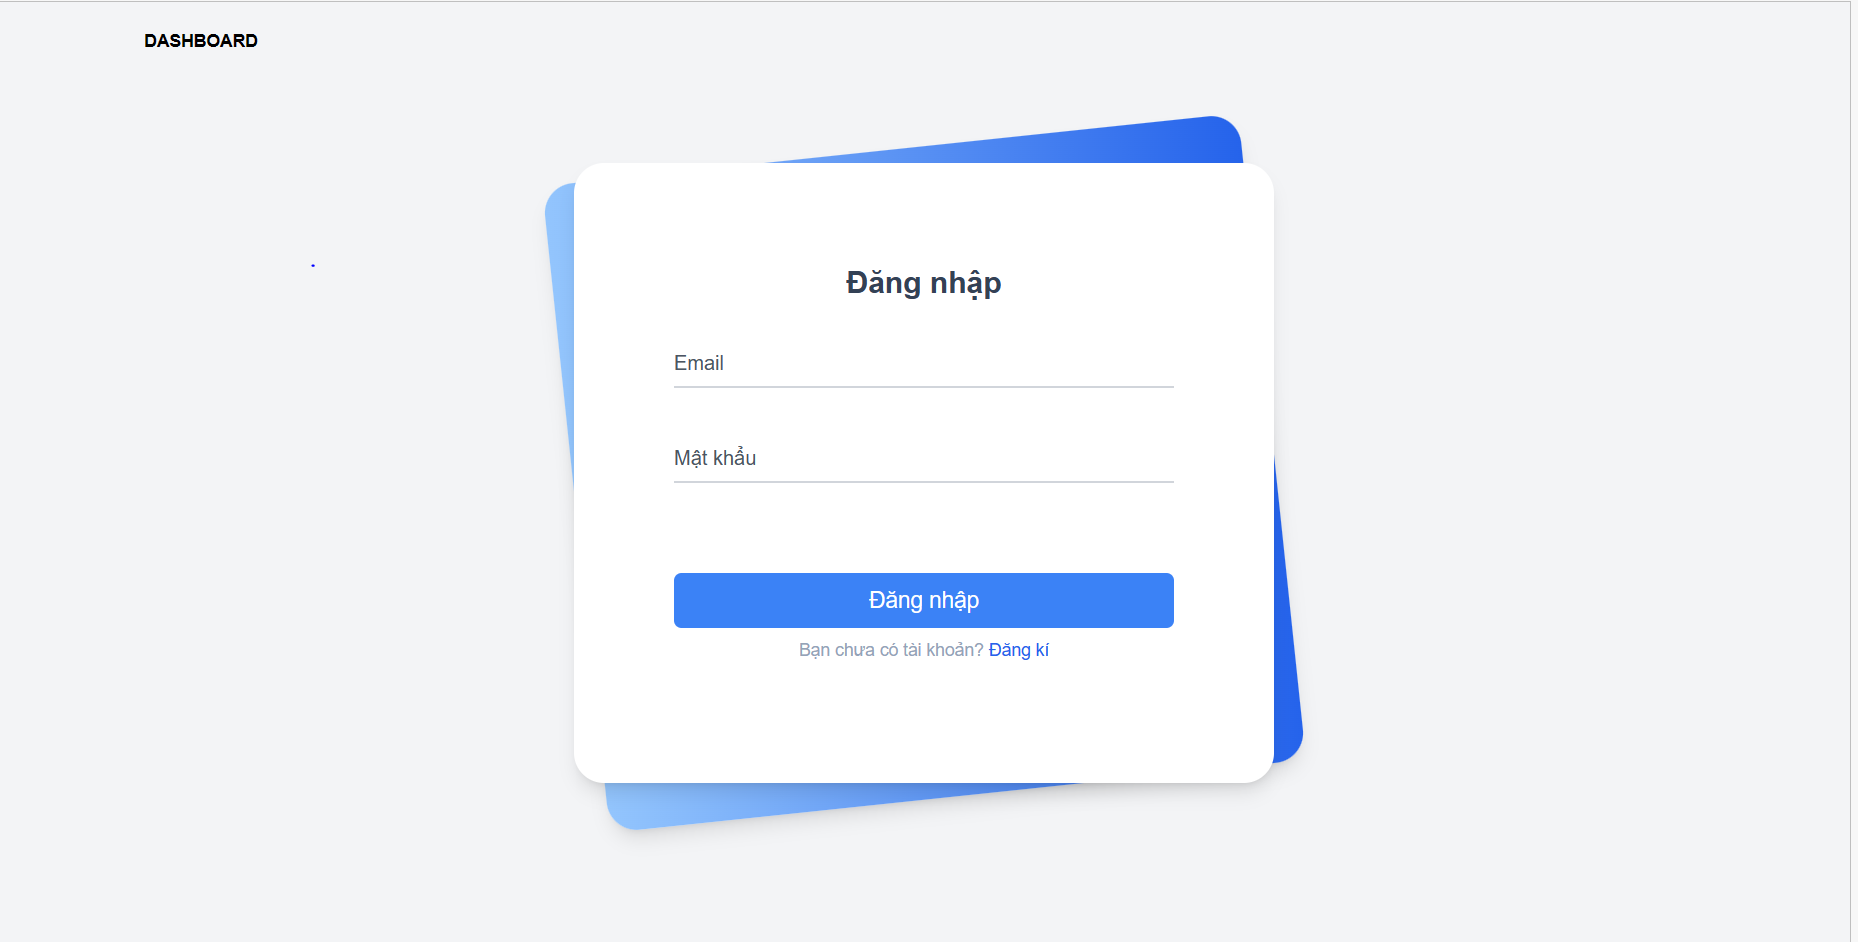 DASHBOARD
Đăng nhập
Email
Mật khẩu
Đăng nhập
Bạn chưa có tài khoản? Đăng kí